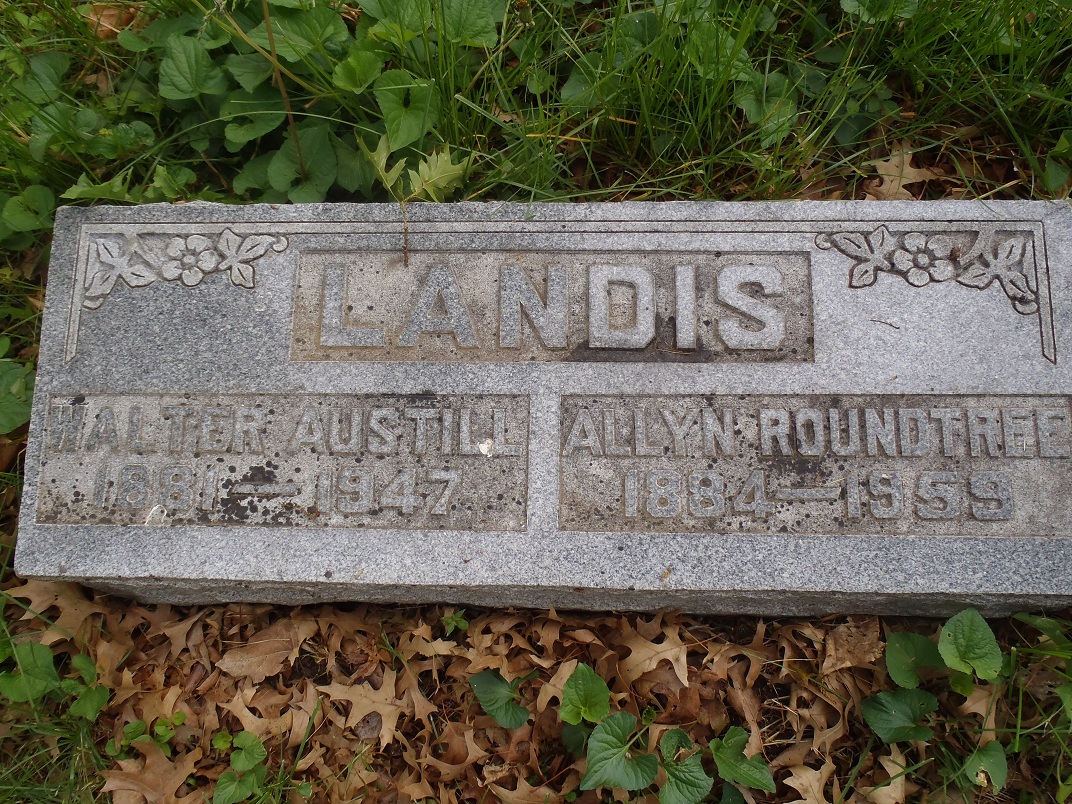 LANDIS
WALTER AUSTILL
1881—1947
ALLYN ROUNDTREE
1884—1959